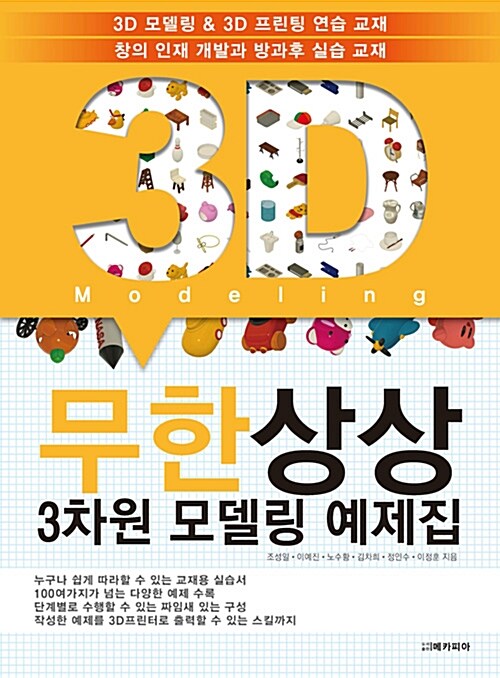 3D 모델링 & 3D 프린팅 연습 교재
창의 인재 개발과 방과후 실습 교재
3D
Modeling
NASA
무한상상
3차원 모델링 예제집
조성일 · 이예진 · 노수황 · 김차희 · 정인수 · 이정훈 지음
누구나 쉽게 따라할 수 있는 교재용 실습서
100여가지가 넘는 다양한 예제 수록
단계별로 수행할 수 있는 짜임새 있는 구성
작성한 예제를 3D프린터로 출력할 수 있는 스킬까지
메카피아